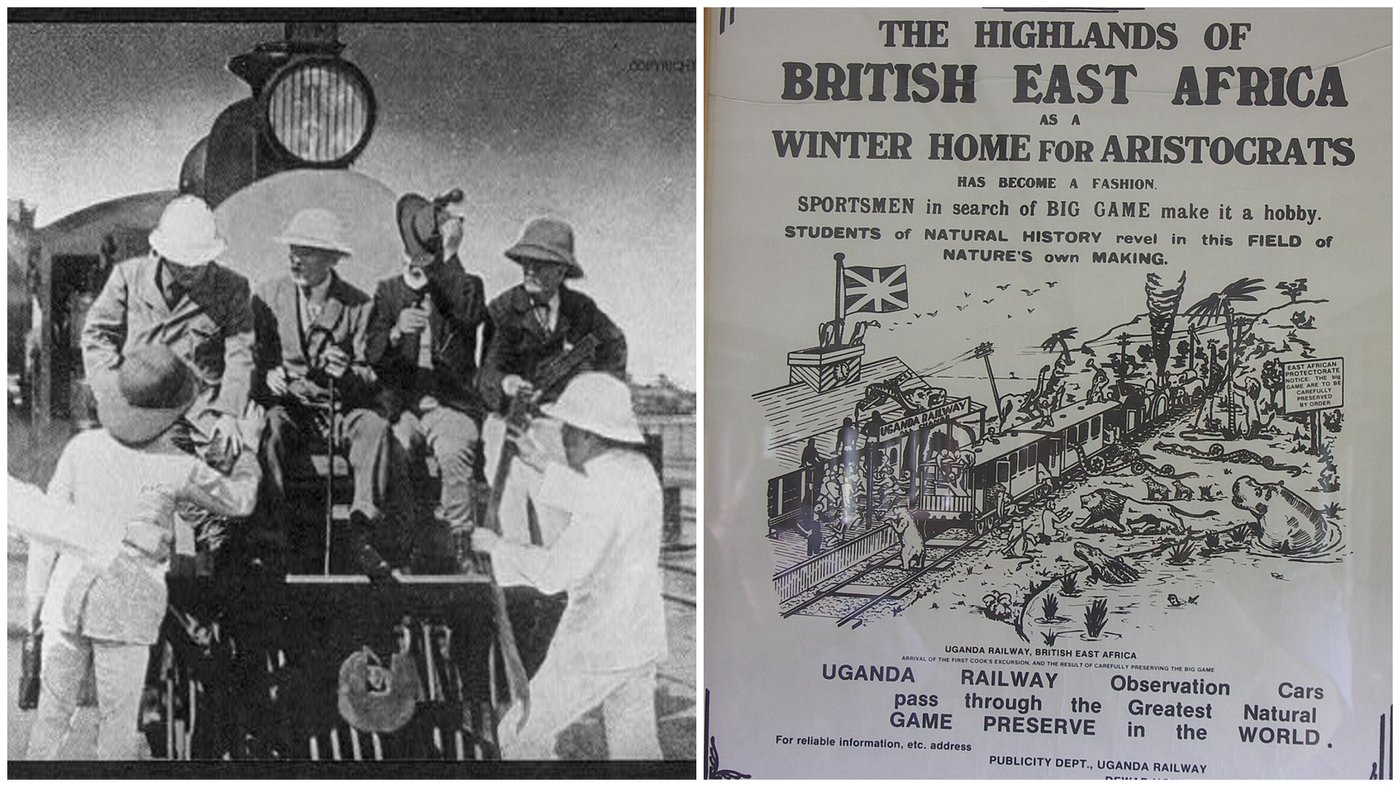 COPYRIGHT
THE HIGHLANDS OF
BRITISH EAST AFRICA
AS A
WINTER HOME FOR ARISTOCRATS
HAS BECOME A FASHION.
SPORTSMEN in search of BIG GAME make it a hobby.
STUDENTS of NATURAL HISTORY revel in this FIELD of
NATURE'S own MAKING.
EAST AFRICAN
PROTECTORATE
NOTICE: THE big
GAME ARE TO BE
CAREFULLY
PRESERVED
BY ORDER
UGANDA RAILWAY
UGANDA RAILWAY, BRITISH EAST AFRICA
ARRIVAL OF THE FIRST COOK'S EXCURSION, AND THE RESULT OF CAREFULLY PRESERVING THE BIG GAME
UGANDA RAILWAY Observation Cars
pass through the Greatest Natural
GAME PRESERVE in the WORLD.
For reliable information, etc. address
PUBLICITY DEPT., UGANDA RAILWAY